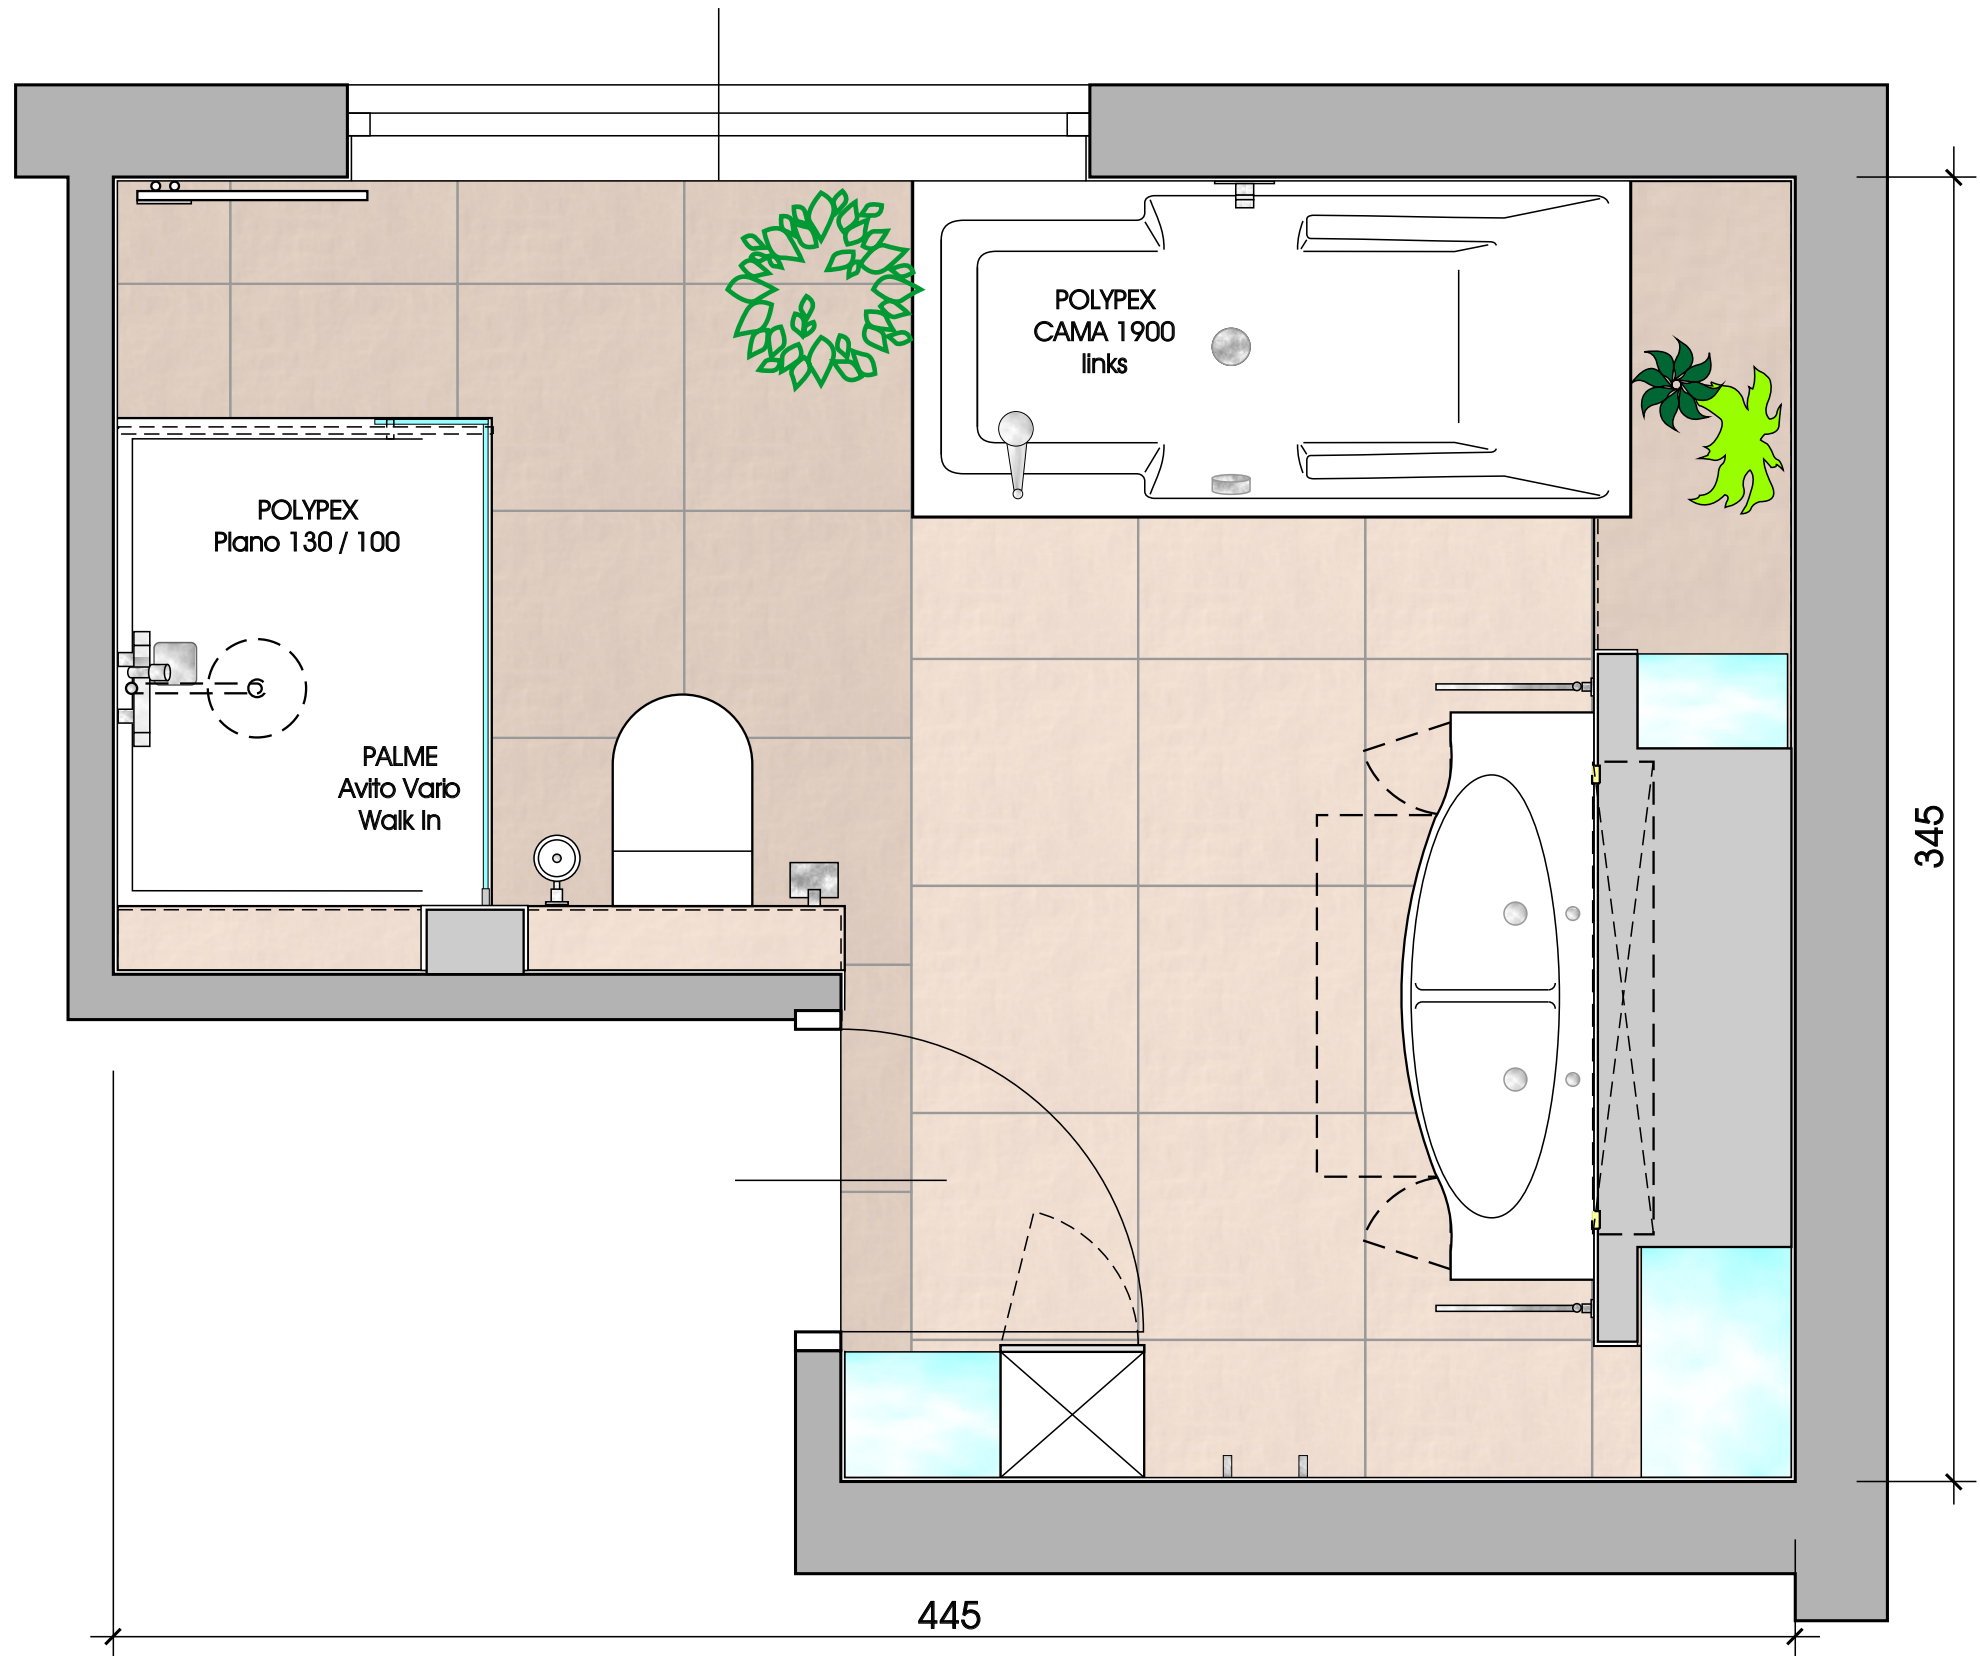 POLYPEX
CAMA 1900
links
POLYPEX
Plano 130 / 100
PALME
Avito Vario
Walk In
345
445